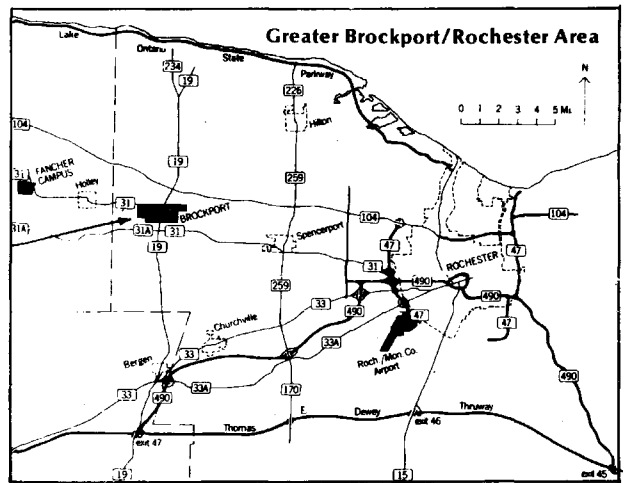 Greater Brockport/Rochester Area
Lake
Ontario
State
Parkway
N
0 1 2 3 4 5 Mi.
234
19
226
Hilton
104
31
FANCHER
CAMPUS
Holley
31
19
259
BROCKPORT
31A
31A
31
19
Spencerport
104
104
47
47
31
490
ROCHESTER
490
259
33
490
47
47
Churchville
33
33A
Roch./Mon. Co.
Airport
Bergen
33
33A
490
170
490
Thomas
E.
Dewey
Thruway
exit 47
exit 46
exit 45
19
15